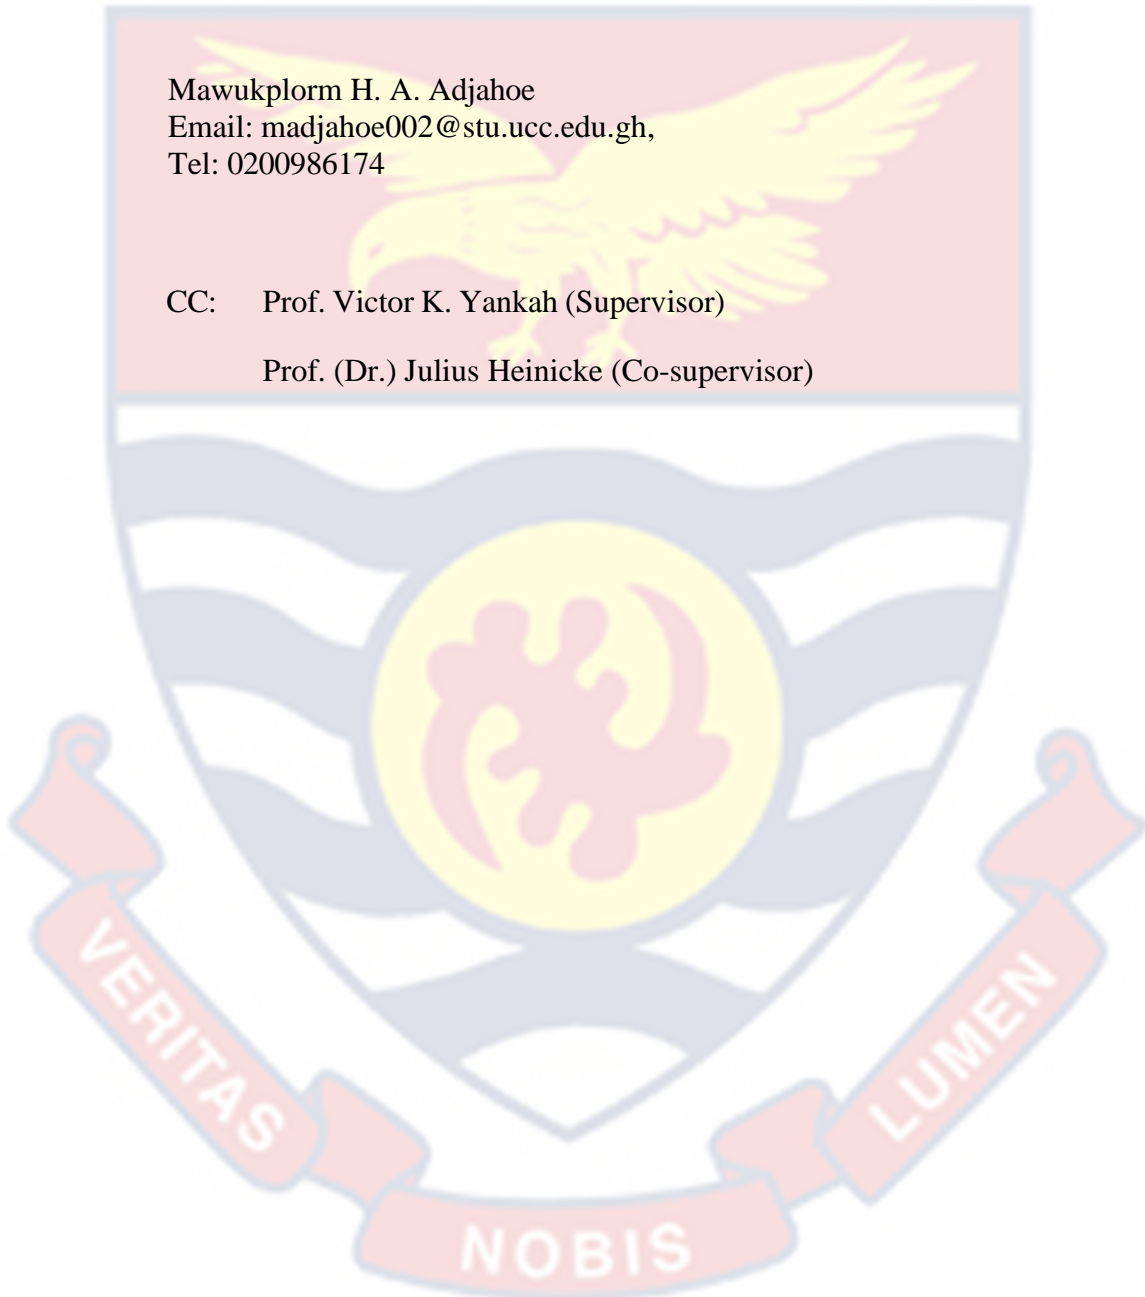 Mawukplorm H. A. Adjahoe
Email: madjahoe002@stu.ucc.edu.gh,
Tel: 0200986174
CC: Prof. Victor K. Yankah (Supervisor)
Prof. (Dr.) Julius Heinicke (Co-supervisor)
VERITAS
NOBIS
LUMEN